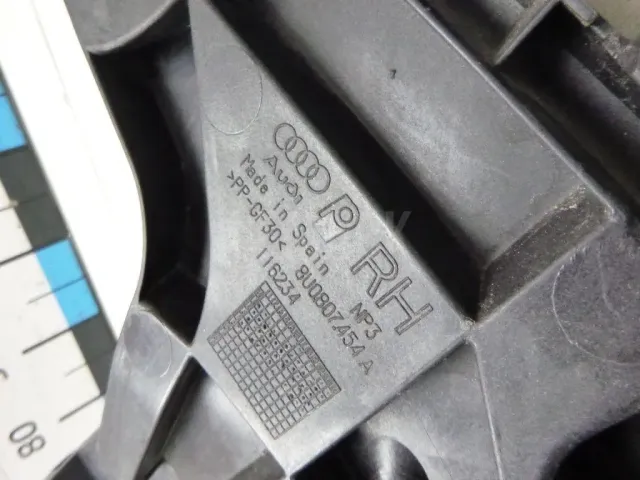 Audi
Made in Spain NP3
>PP-GF30< 8U0807454 A
116234
RH
80